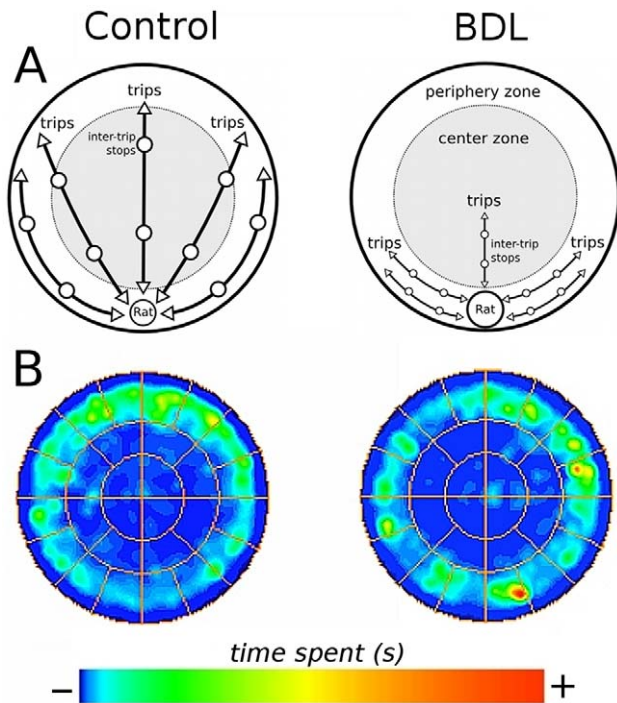 Control
BDL
A
trips
trips
trips
inter-trip
stops
Rat
periphery zone
center zone
trips
trips
trips
inter-trip
stops
Rat
B
time spent (s)
–
+